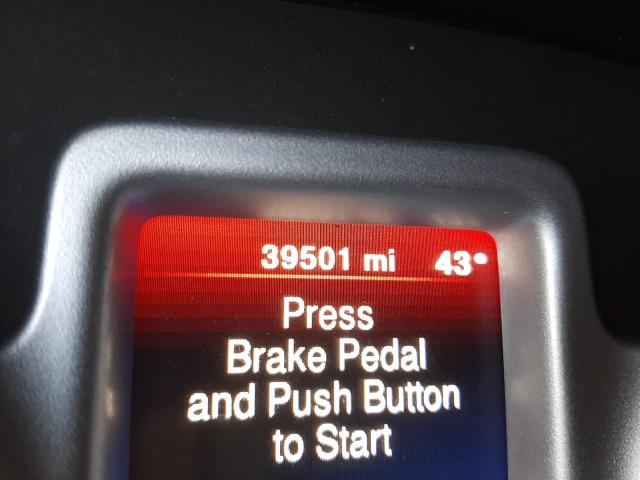 39501 mi 43°
Press
Brake Pedal
and Push Button
to Start